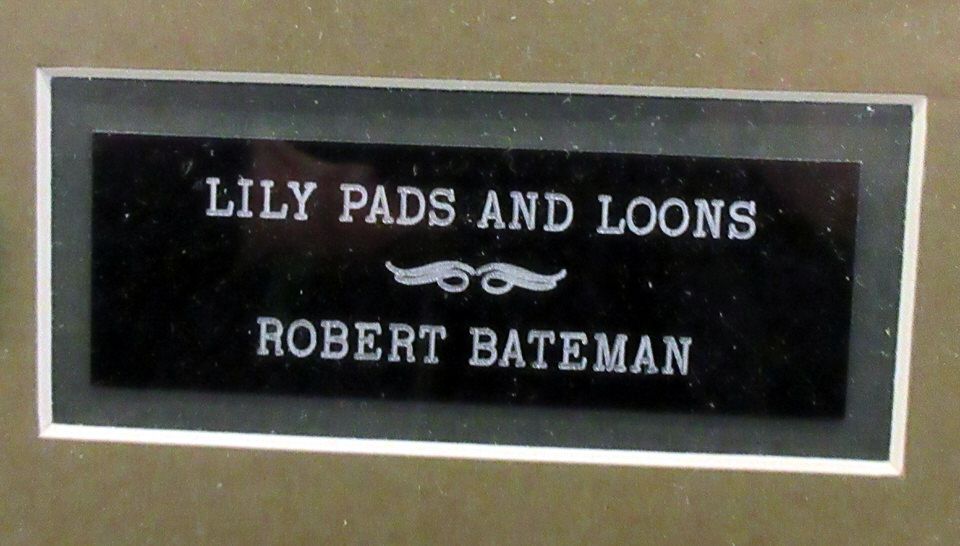 LILY PADS AND LOONS
ROBERT BATEMAN